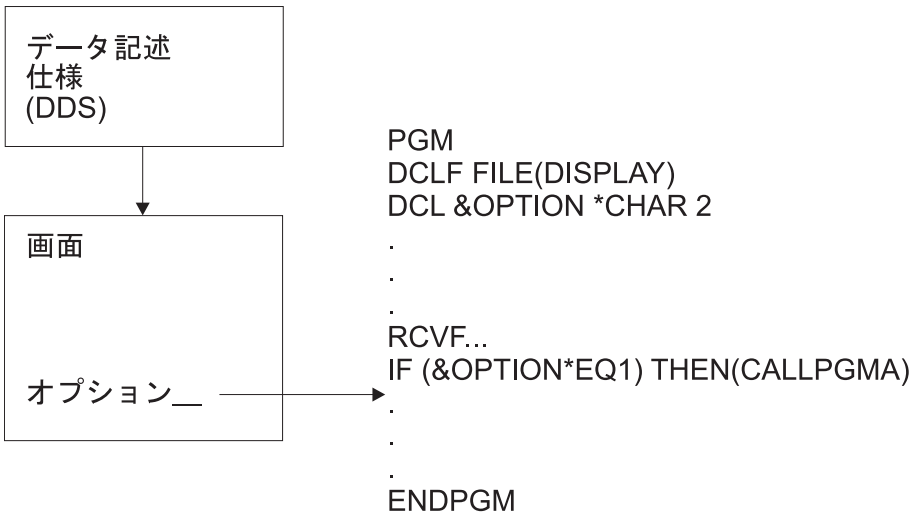 データ記述
仕様
(DDS)
画面
オプション__
PGM
DCLF FILE(DISPLAY)
DCL &OPTION *CHAR 2
.
.
.
RCVF...
IF (&OPTION*EQ1) THEN(CALLPGMA)
.
.
.
ENDPGM